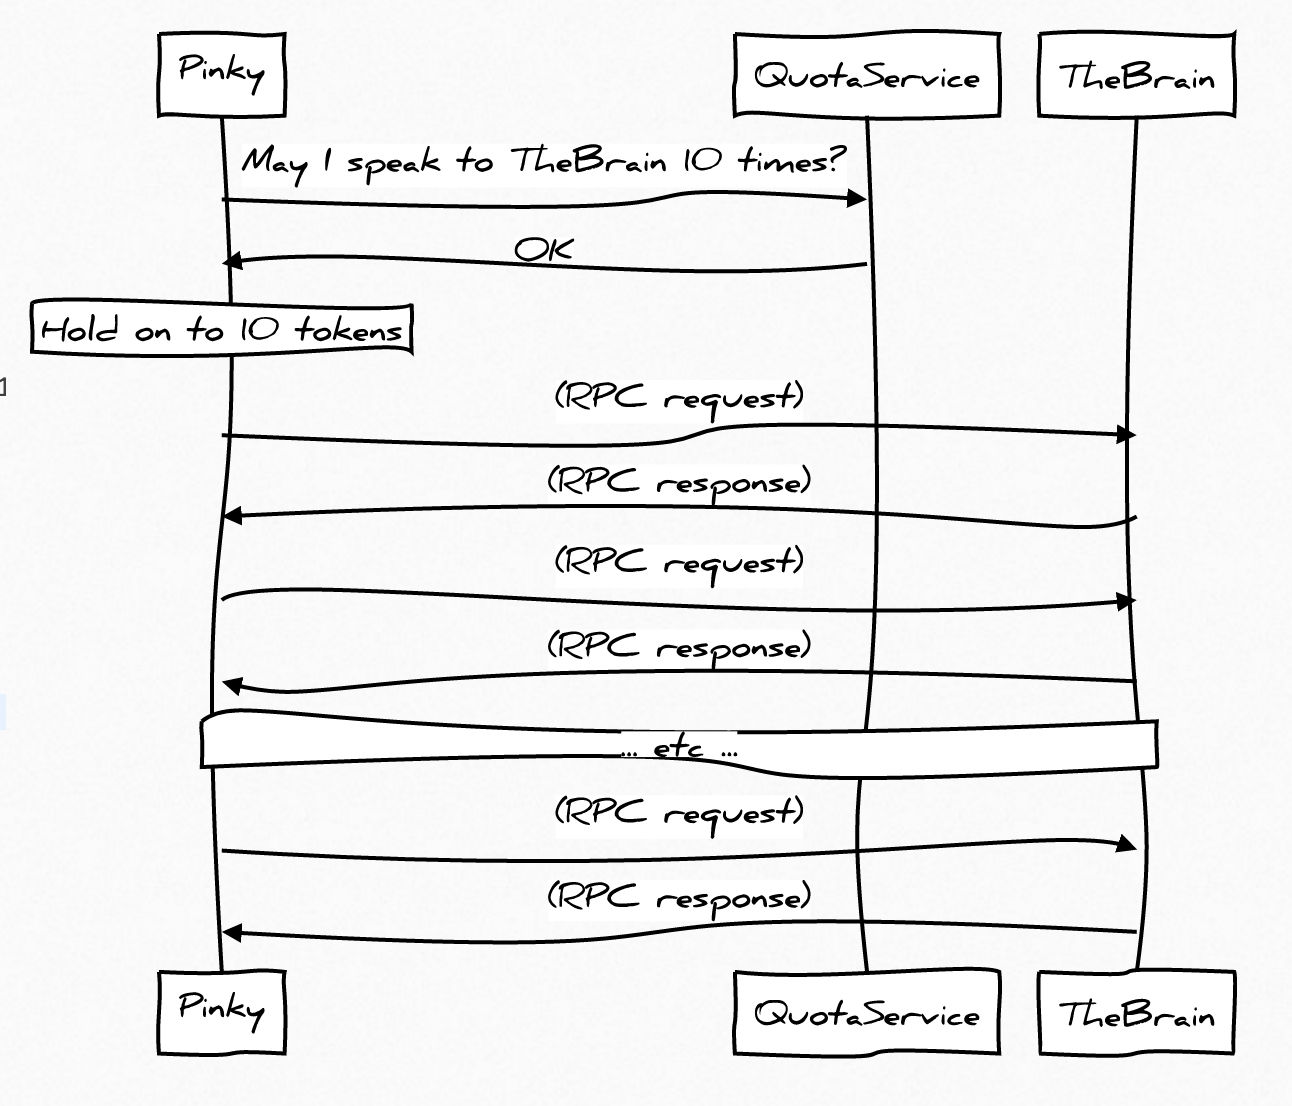 Pinky
QuotaService
TheBrain
May I speak to TheBrain 10 times?
OK
Hold on to 10 tokens
1
(RPC request)
(RPC response)
(RPC request)
(RPC response)
... etc ...
(RPC request)
(RPC response)
Pinky
QuotaService
TheBrain